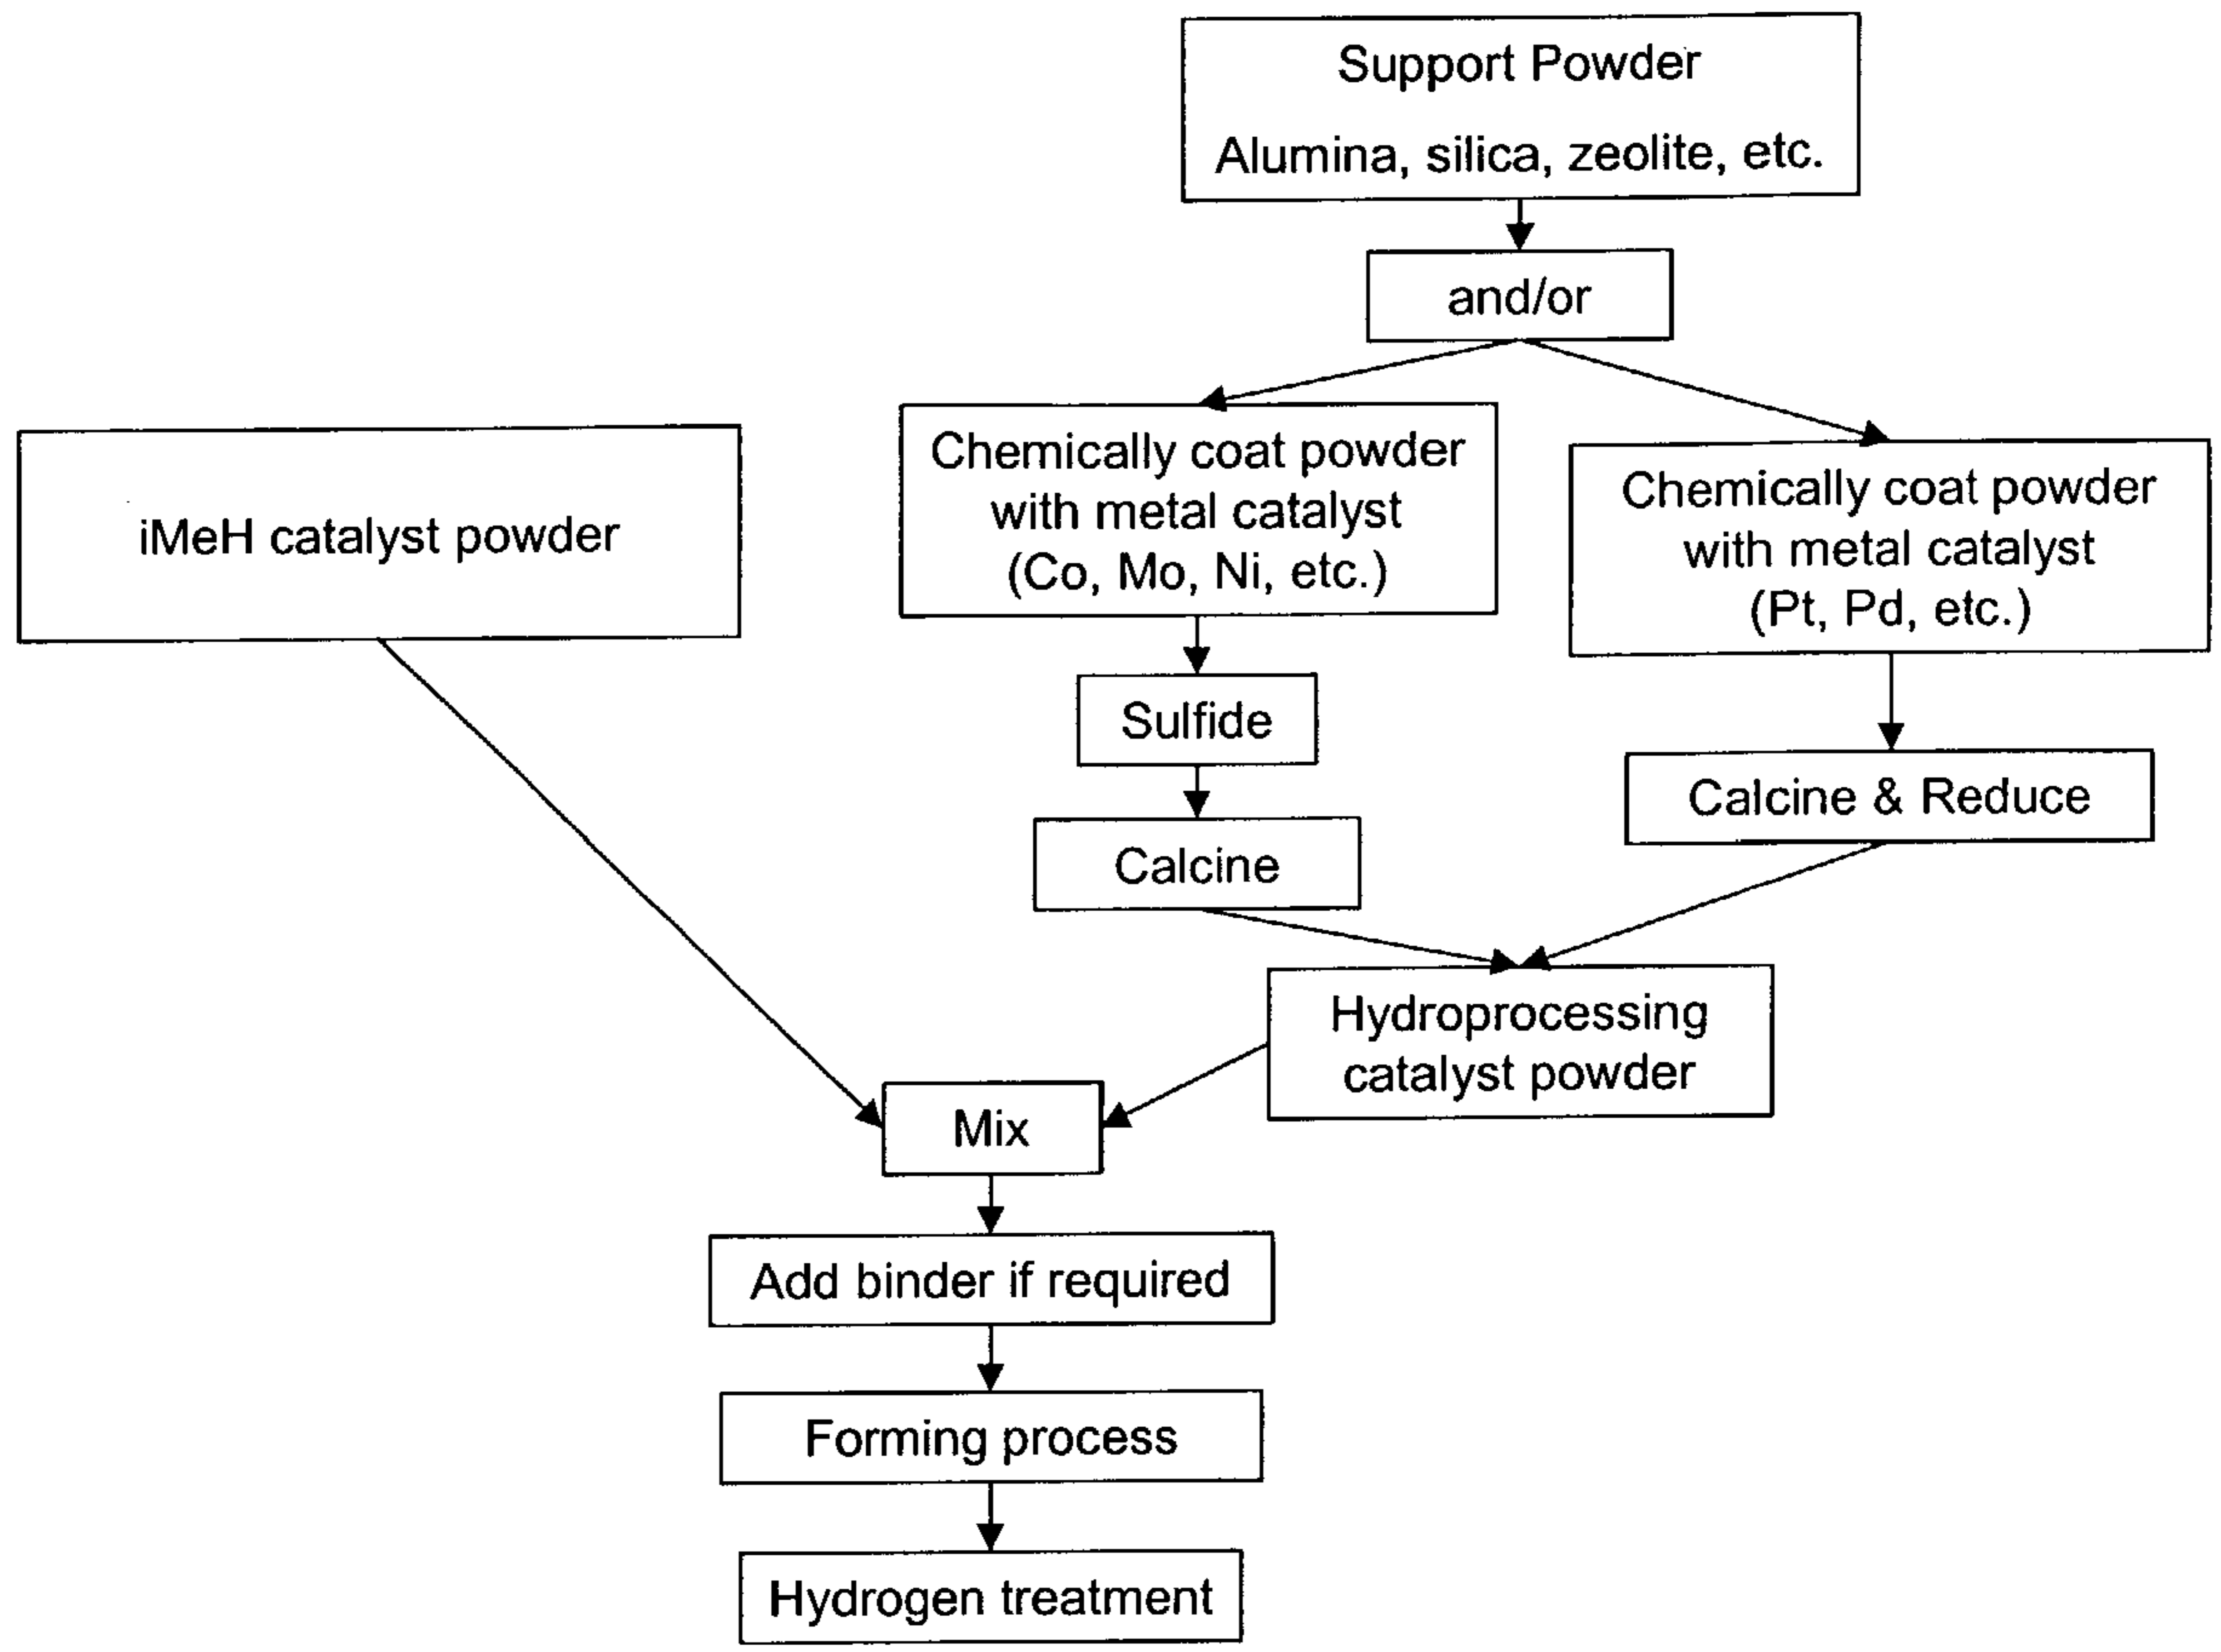 Support Powder
Alumina, silica, zeolite, etc.
and/or
Chemically coat powder
with metal catalyst
(Co, Mo, Ni, etc.)
Chemically coat powder
with metal catalyst
(Pt, Pd, etc.)
iMeH catalyst powder
Sulfide
Calcine & Reduce
Calcine
Hydroprocessing
catalyst powder
Mix
Add binder if required
Forming process
Hydrogen treatment